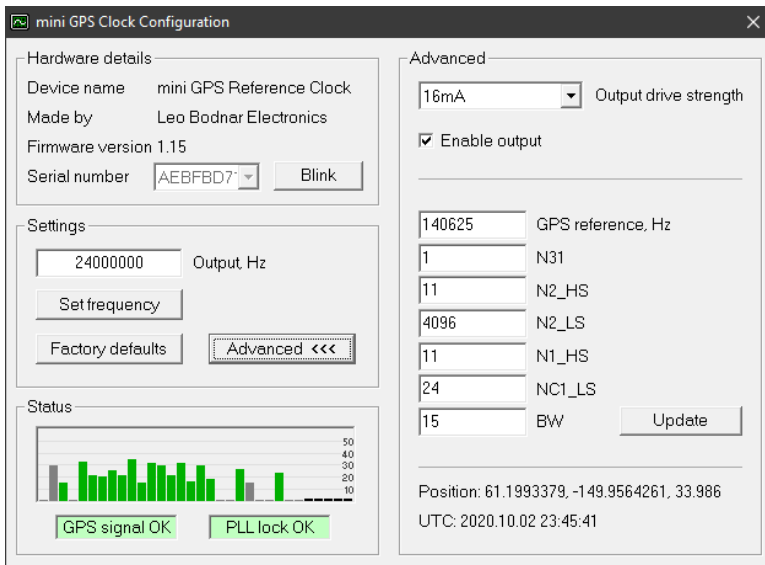 mini GPS Clock Configuration
Hardware details
Device name mini GPS Reference Clock
Made by Leo Bodnar Electronics
Firmware version 1.15
Serial number AEBFBD7 Blink
Settings
24000000 Output, Hz
Set frequency
Factory defaults Advanced <<<
Status
50
40
30
20
10
GPS signal OK PLL lock OK
Advanced
16mA Output drive strength
Enable output
140625 GPS reference, Hz
1 N31
11 N2_HS
4096 N2_LS
11 N1_HS
24 NC1_LS
15 BW Update
Position: 61.1993379, -149.9564261, 33.986
UTC: 2020.10.02 23:45:41